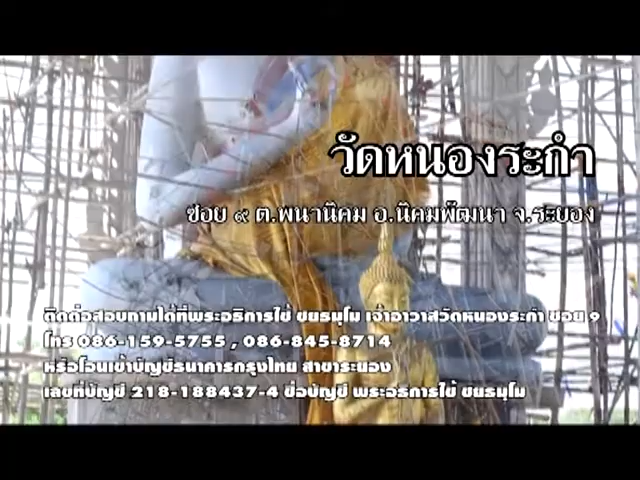 วัดหนองระกำ
ซอย ๙ ต.พนานิคม อ.นิคมพัฒนา จ.ระยอง
ติดต่อสอบถามได้ที่พระอธิการไข่ ชยธมฺโม เจ้าอาวาสวัดหนองระกำ ซอย 9
โทร 086-159-5755 , 086-845-8714
หรือโอนเข้าบัญชีธนาคารกรุงไทย สาขาระยอง
เลขที่บัญชี 218-188437-4 ชื่อบัญชี พระอธิการไข่ ชยธมฺโม